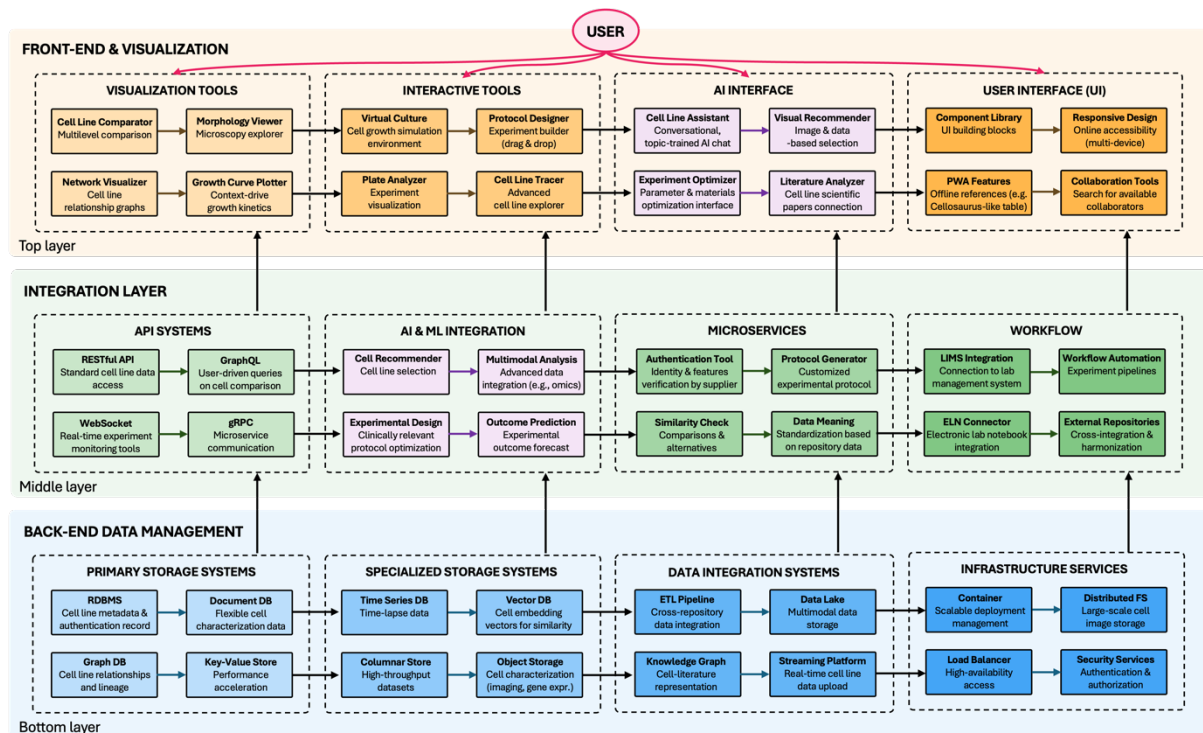 USER
FRONT-END & VISUALIZATION
VISUALIZATION TOOLS
Cell Line Comparator
Multilevel comparison
Morphology Viewer
Microscopy explorer
Network Visualizer
Cell line
relationship graphs
Growth Curve Plotter
Context-drive
growth kinetics
INTERACTIVE TOOLS
Virtual Culture
Cell growth simulation
environment
Protocol Designer
Experiment builder
(drag & drop)
Plate Analyzer
Experiment
visualization
Cell Line Tracer
Advanced
cell line explorer
AI INTERFACE
Cell Line Assistant
Conversational,
topic-trained AI chat
Visual Recommender
Image & data
-based selection
Experiment Optimizer
Parameter & materials
optimization interface
Literature Analyzer
Cell line scientific
papers connection
USER INTERFACE (UI)
Component Library
UI building blocks
Responsive Design
Online accessibility
(multi-device)
PWA Features
Offline references (e.g.
Cellosaurus-like table)
Collaboration Tools
Search for available
collaborators
Top layer
INTEGRATION LAYER
API SYSTEMS
RESTful API
Standard cell line data
access
GraphQL
User-driven queries
on cell comparison
WebSocket
Real-time experiment
monitoring tools
gRPC
Microservice
communication
AI & ML INTEGRATION
Cell Recommender
Cell line selection
Multimodal Analysis
Advanced data
integration (e.g., omics)
Experimental Design
Clinically relevant
protocol optimization
Outcome Prediction
Experimental
outcome forecast
MICROSERVICES
Authentication Tool
Identity & features
verification by supplier
Protocol Generator
Customized
experimental protocol
Similarity Check
Comparisons &
alternatives
Data Meaning
Standardization based
on repository data
WORKFLOW
LIMS Integration
Connection to lab
management system
Workflow Automation
Experiment pipelines
ELN Connector
Electronic lab notebook
integration
External Repositories
Cross-integration &
harmonization
Middle layer
BACK-END DATA MANAGEMENT
PRIMARY STORAGE SYSTEMS
RDBMS
Cell line metadata &
authentication record
Document DB
Flexible cell
characterization data
Graph DB
Cell line relationships
and lineage
Key-Value Store
Performance
acceleration
SPECIALIZED STORAGE SYSTEMS
Time Series DB
Time-lapse data
Vector DB
Cell embedding
vectors for similarity
Columnar Store
High-throughput
datasets
Object Storage
Cell characterization
(imaging, gene expr.)
DATA INTEGRATION SYSTEMS
ETL Pipeline
Cross-repository
data integration
Data Lake
Multimodal data
storage
Knowledge Graph
Cell-literature
representation
Streaming Platform
Real-time cell line
data upload
INFRASTRUCTURE SERVICES
Container
Scalable deployment
management
Distributed FS
Large-scale cell
image storage
Load Balancer
High-availability
access
Security Services
Authentication &
authorization
Bottom layer